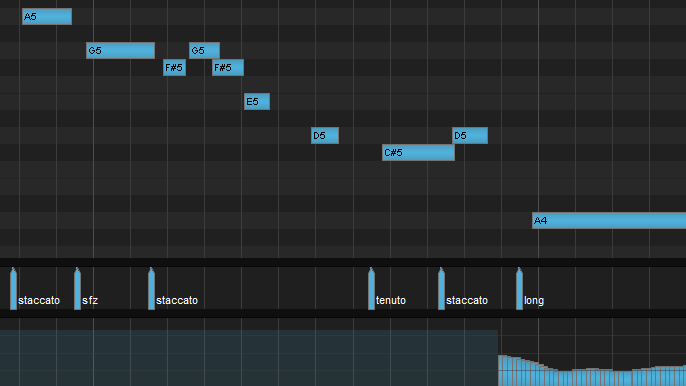 A5
G5
G5
F#5
F#5
E5
D5
D5
C#5
A4
staccato
sfz
staccato
tenuto
staccato
long